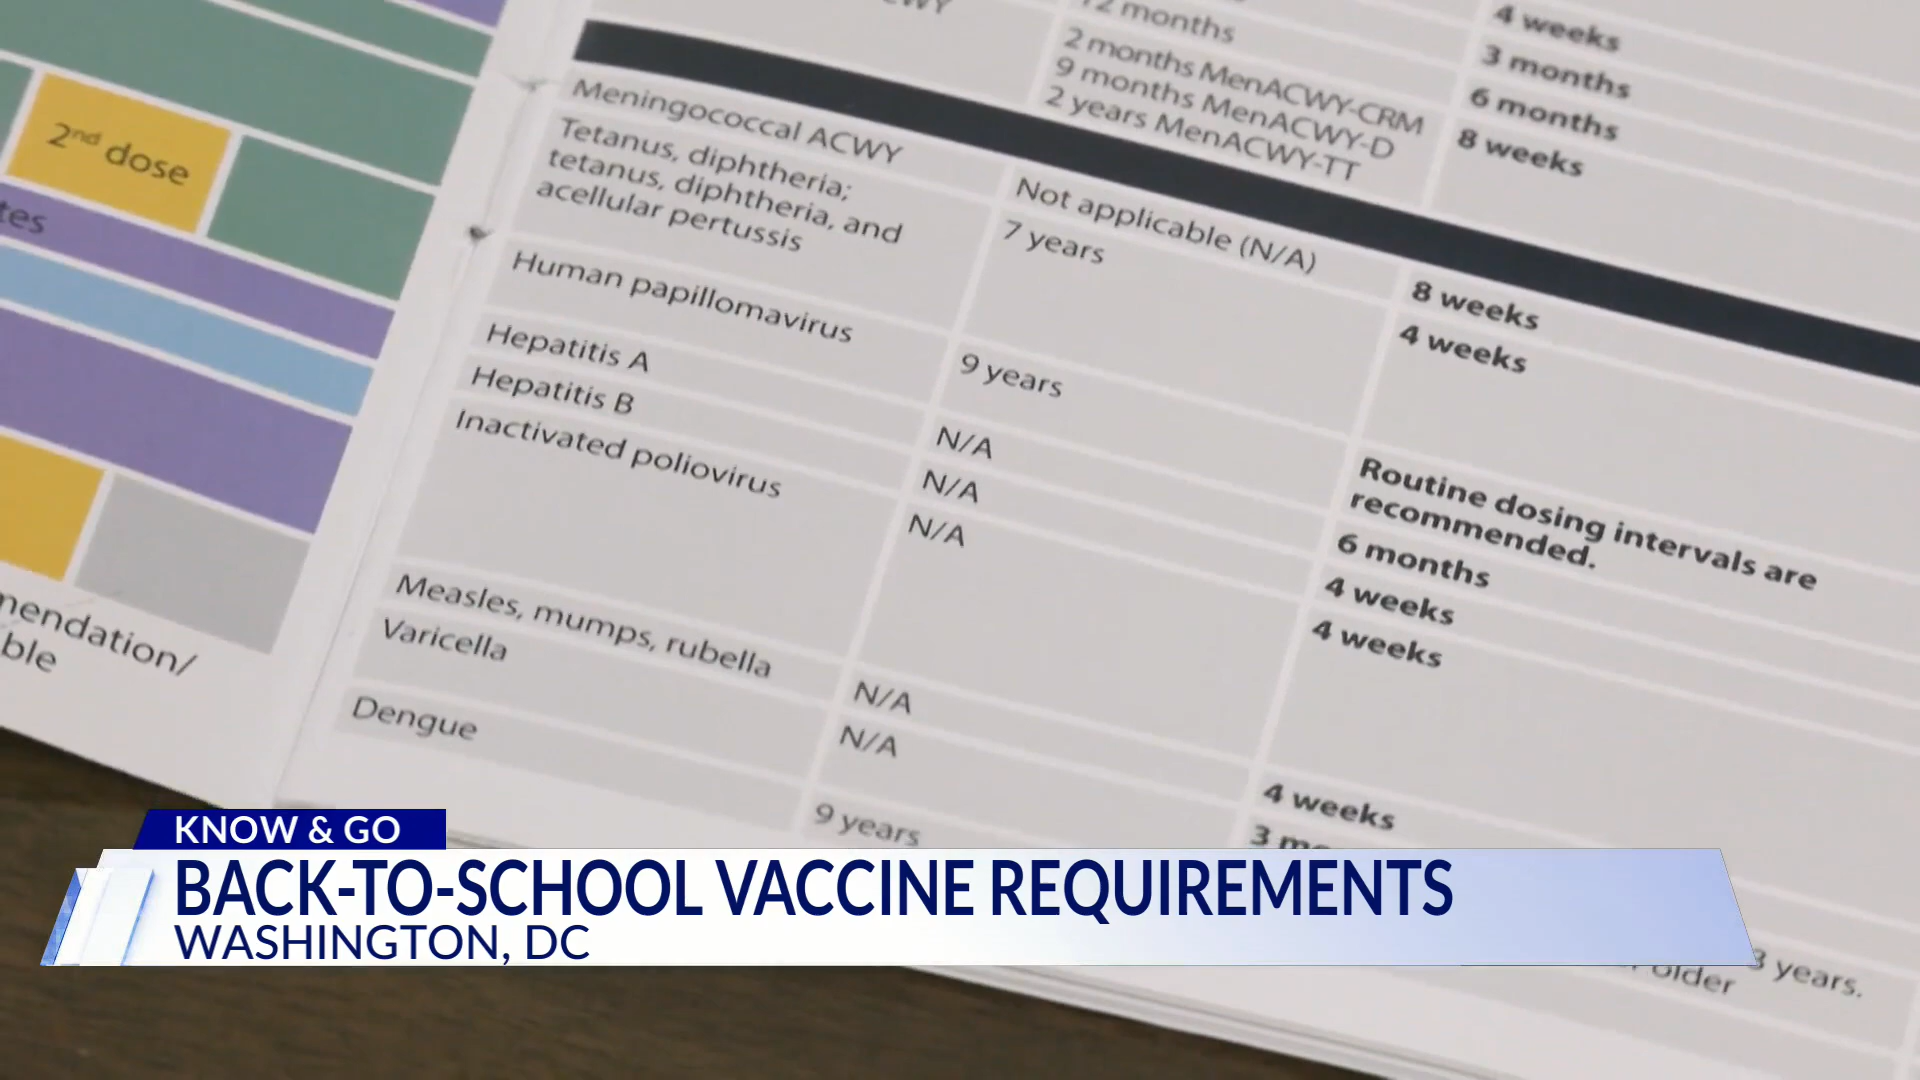 12 months
2 months MenACWY-CRM
9 months MenACWY-D
2 years MenACWY-TT
4 weeks
3 months
6 months
8 weeks
2nd dose
Meningococcal ACWY
Not applicable (N/A)
8 weeks
Tetanus, diphtheria;
tetanus, diphtheria, and
acellular pertussis
7 years
4 weeks
Human papillomavirus
9 years
Routine dosing intervals are
recommended.
Hepatitis A
N/A
6 months
Hepatitis B
N/A
4 weeks
Inactivated poliovirus
N/A
4 weeks
Measles, mumps, rubella
N/A
4 weeks
Varicella
N/A
3
Dengue
9 years
older
3 years.
KNOW & GO
BACK-TO-SCHOOL VACCINE REQUIREMENTS
WASHINGTON, DC